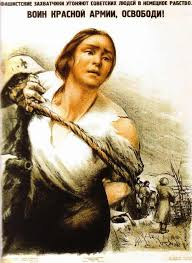 ФАШИСТСКИЕ ЗАХВАТЧИКИ УГОНЯЮТ СОВЕТСКИХ ЛЮДЕЙ В НЕМЕЦКОЕ РАБСТВО.
ВОИН КРАСНОЙ АРМИИ, ОСВОБОДИ!